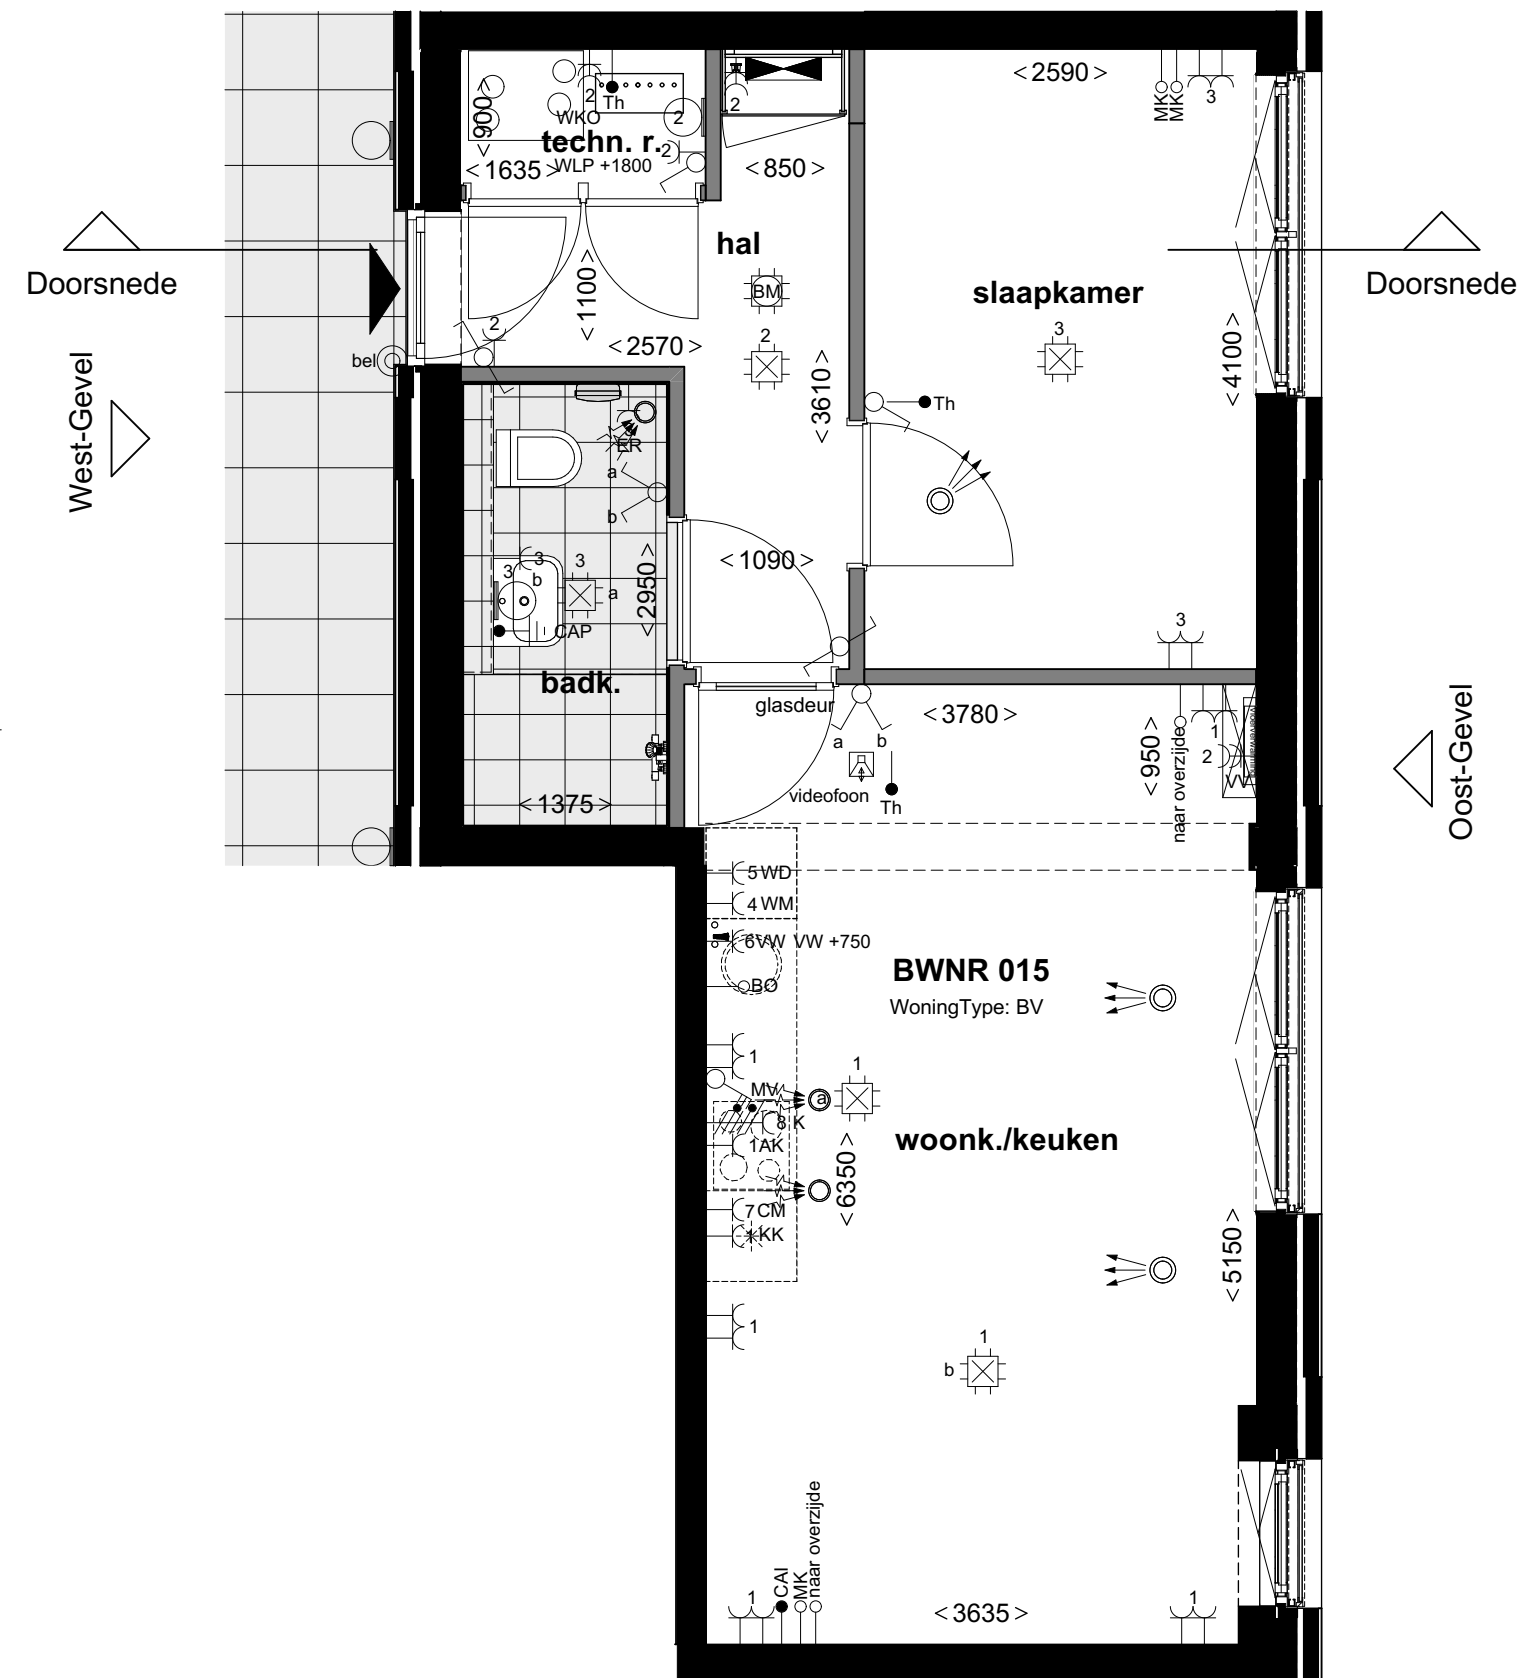 <2590>
MK
MK
3
2
Th
2
WKO
<900>
techn. r.
2
<1635>
WLP +1800
2
<850>
hal
Doorsnede
Doorsnede
slaapkamer
<1100>
BM
2
2
3
<2570>
bel
<3610>
<4100>
West-Gevel
Th
ER
a
b
<2950>
<1090>
3
3
3
b
a
CAP
3
badk.
glasdeur
<3780>
a
b
<950>
naar overzijde
1
2
Vloerverwarming
VV
videofoon
Th
Oost-Gevel
<1375>
5 WD
4 WM
6VW VW +750
BO
BWNR 015
WoningType: BV
1
1
MV
a
8 K
1AK
woonk./keuken
<6350>
7 CM
1 KK
<5150>
1
1
b
CAI
MK
naar overzijde
1
1
<3635>